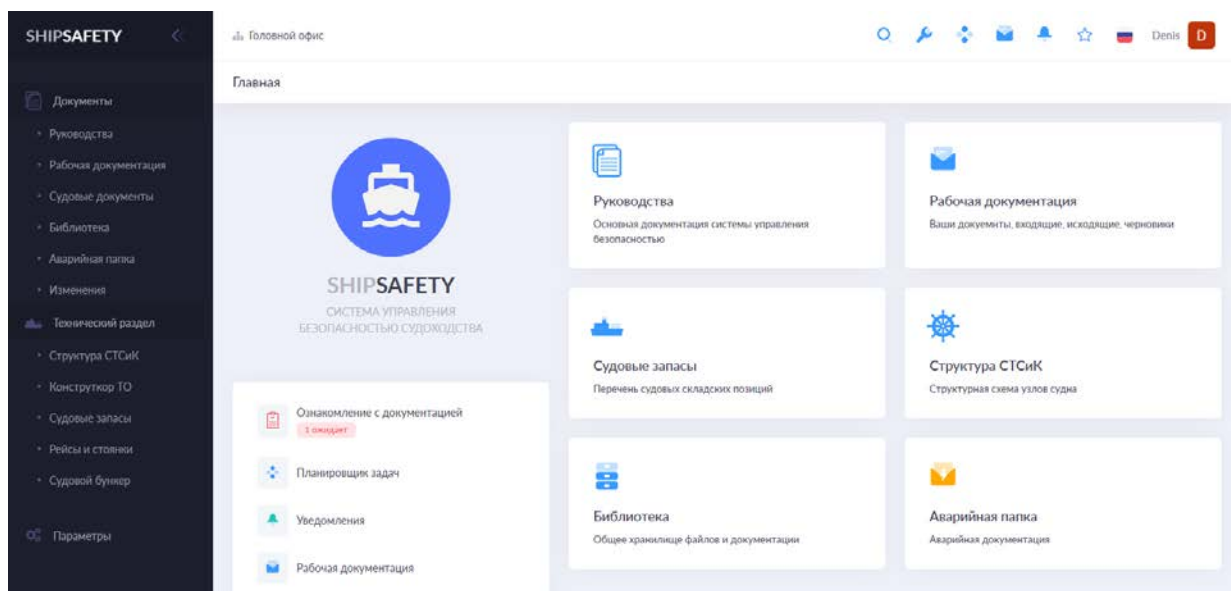 SHIPSAFETY
Документы
Руководства
Рабочая документация
Судовые документы
Библиотека
Аварийная папка
Изменения
Технический раздел
Структура СТСиК
Конструткор ТО
Судовые запасы
Рейсы и стоянки
Судовой бункер
Параметры
Головной офис
Denis
D
Главная
SHIPSAFETY
СИСТЕМА УПРАВЛЕНИЯ
БЕЗОПАСНОСТЬЮ СУДОХОДСТВА
Ознакомление с документацией
1 ожидает
Планировщик задач
Уведомления
Рабочая документация
Руководства
Основная документация системы управления
безопасностью
Рабочая документация
Ваши докуемнты, входящие, исходящие, черновики
Судовые запасы
Перечень судовых складских позиций
Структура СТСиК
Структурная схема узлов судна
Библиотека
Общее хранилище файлов и документации
Аварийная папка
Аварийная документация